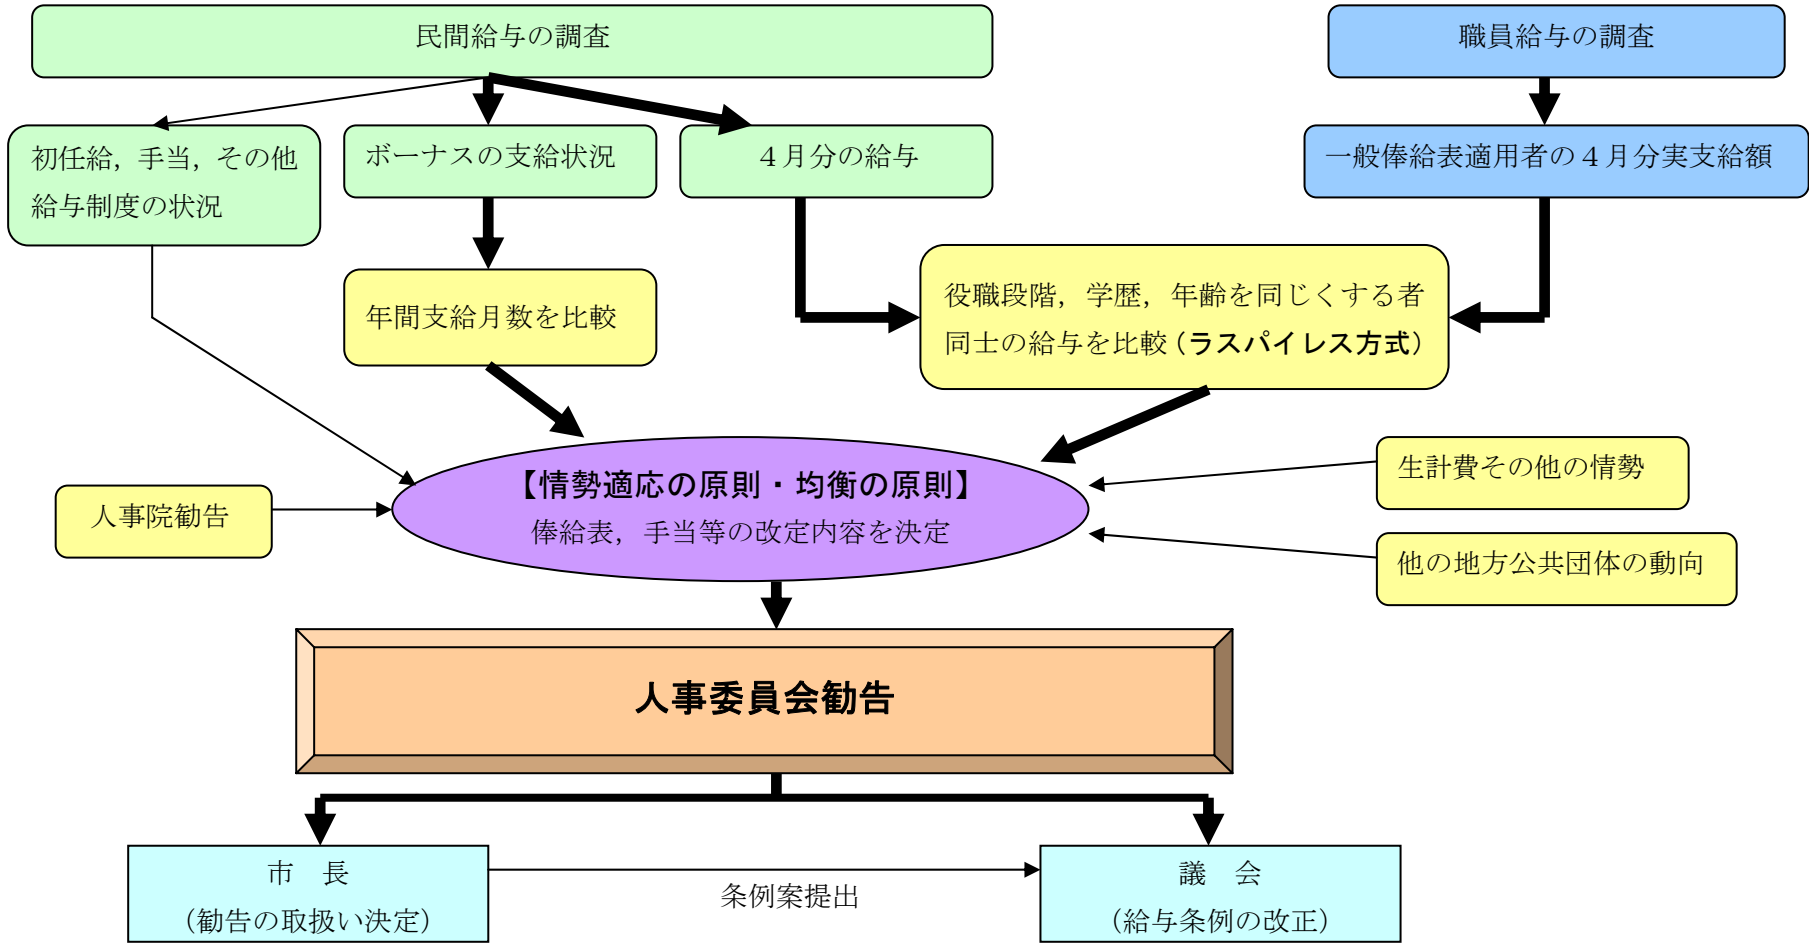 民間給与の調査
職員給与の調査
初任給，手当，その他
給与制度の状況
ボーナスの支給状況
４月分の給与
一般俸給表適用者の４月分実支給額
年間支給月数を比較
役職段階，学歴，年齢を同じくする者
同士の給与を比較（ラスパイレス方式）
【情勢適応の原則・均衡の原則】
俸給表，手当等の改定内容を決定
人事院勧告
生計費その他の情勢
他の地方公共団体の動向
人事委員会勧告
市　長
（勧告の取扱い決定）
条例案提出
議　会
（給与条例の改正）